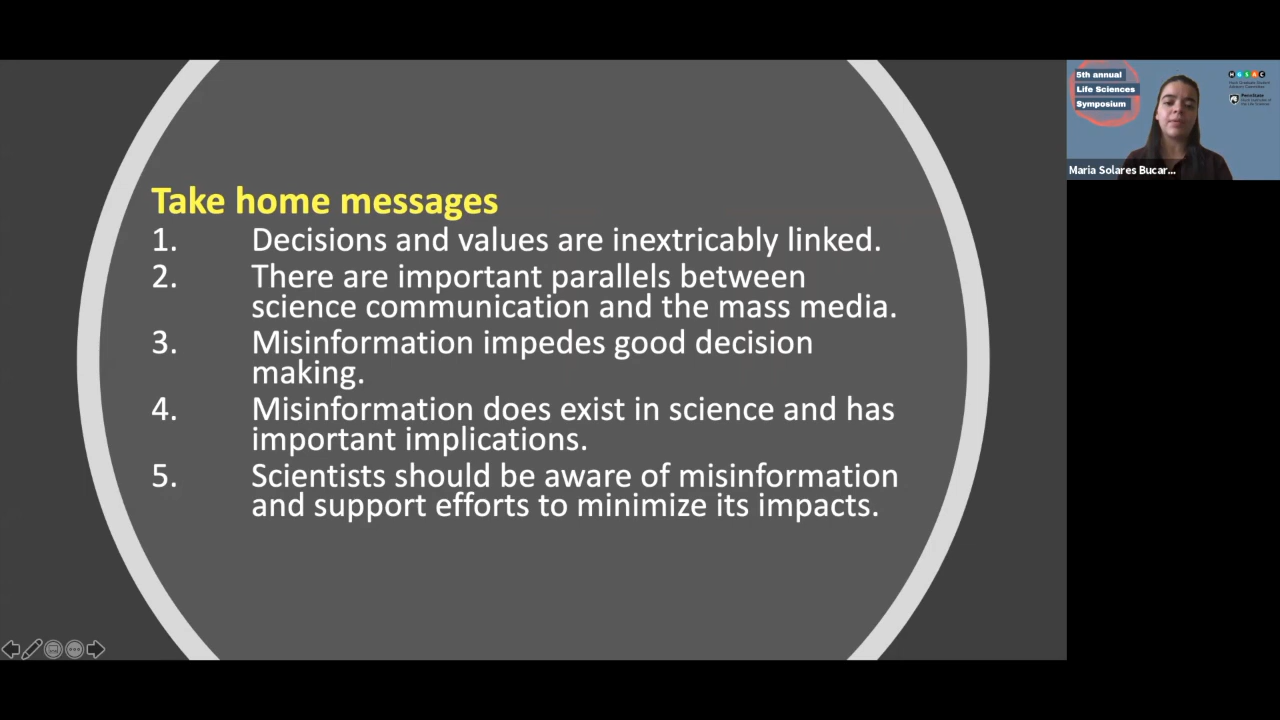 Take home messages
1. Decisions and values are inextricably linked.
2. There are important parallels between
science communication and the mass media.
3. Misinformation impedes good decision
making.
4. Misinformation does exist in science and has
important implications.
5. Scientists should be aware of misinformation
and support efforts to minimize its impacts.
5th annual
Life Sciences
Symposium
HGSAC
PennState
Maria Solares Bucar...